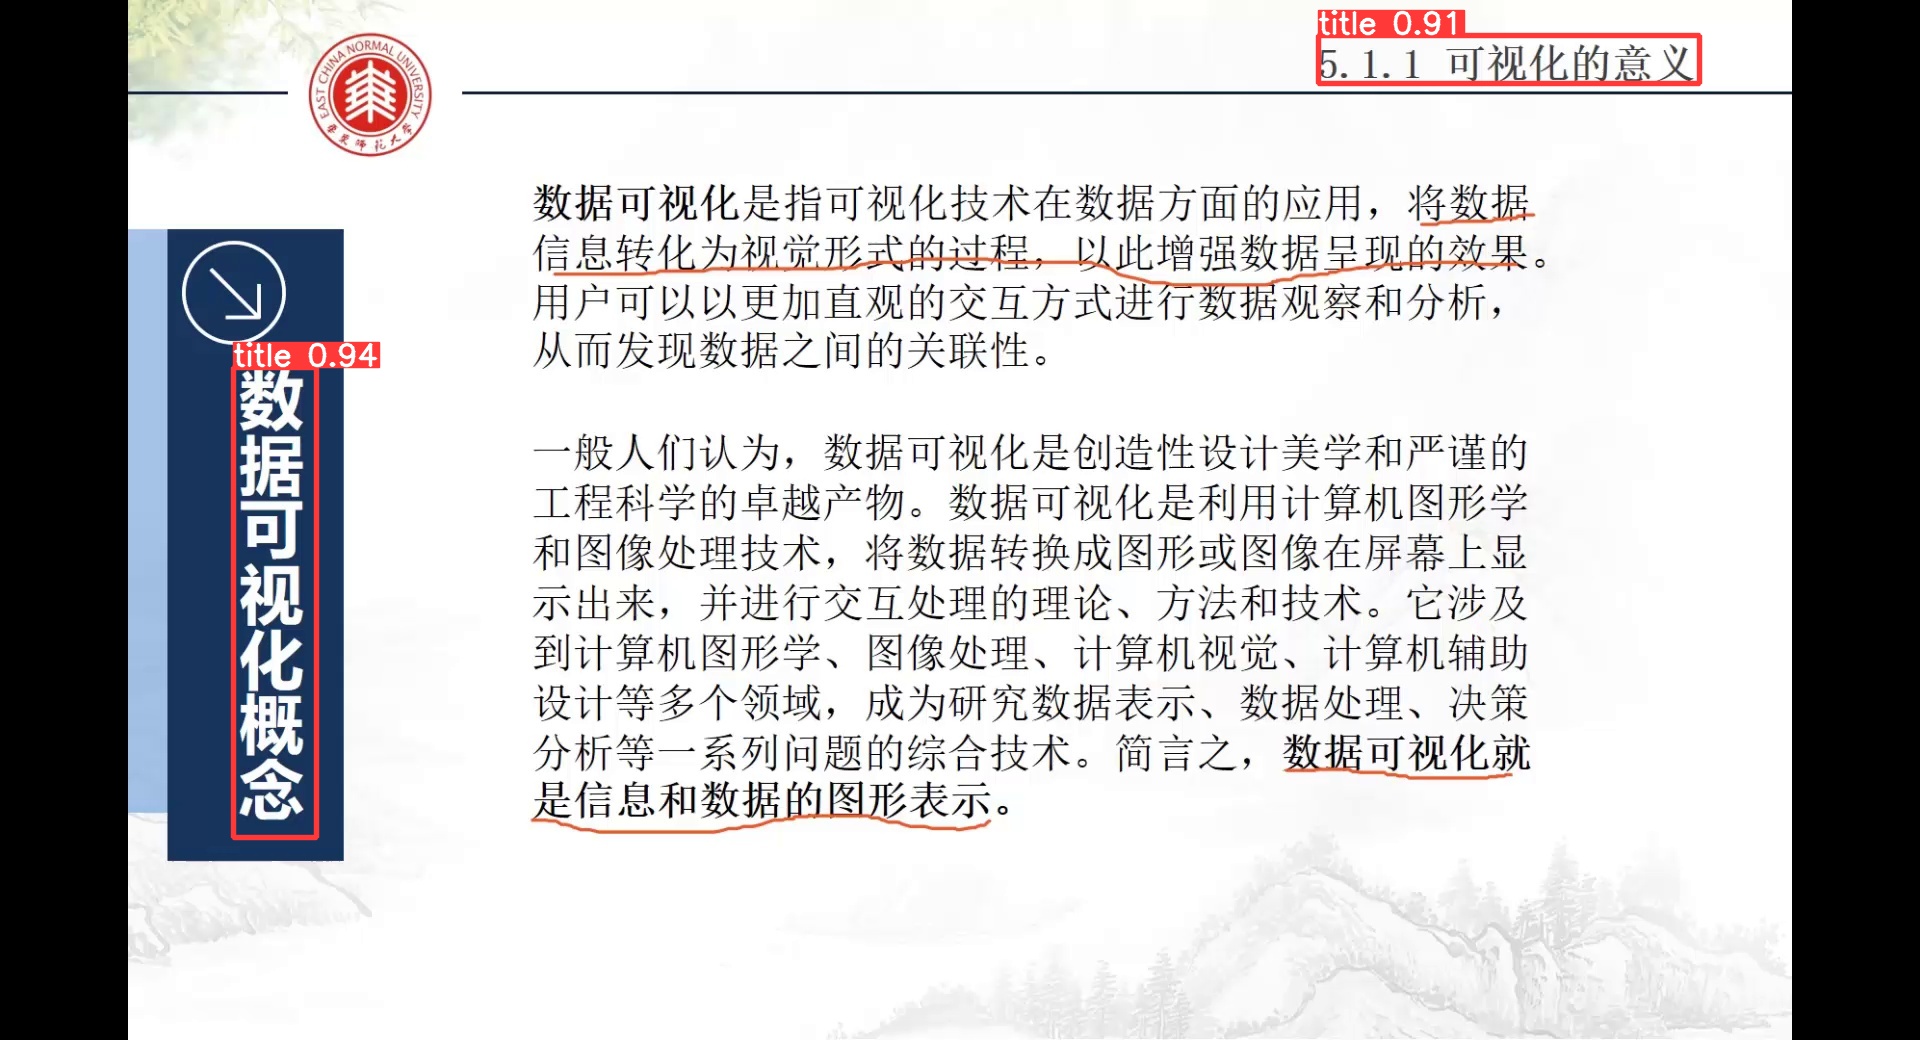 title 0.91
5.1.1 可视化的意义
EAST CHINA NORMAL UNIVERSITY
华东师范大学
title 0.94
数据可视化概念
数据可视化是指可视化技术在数据方面的应用，将数据
信息转化为视觉形式的过程，以此增强数据呈现的效果。
用户可以以更加直观的交互方式进行数据观察和分析，
从而发现数据之间的关联性。
一般人们认为，数据可视化是创造性设计美学和严谨的
工程科学的卓越产物。数据可视化是利用计算机图形学
和图像处理技术，将数据转换成图形或图像在屏幕上显
示出来，并进行交互处理的理论、方法和技术。它涉及
到计算机图形学、图像处理、计算机视觉、计算机辅助
设计等多个领域，成为研究数据表示、数据处理、决策
分析等一系列问题的综合技术。简言之，数据可视化就
是信息和数据的图形表示。